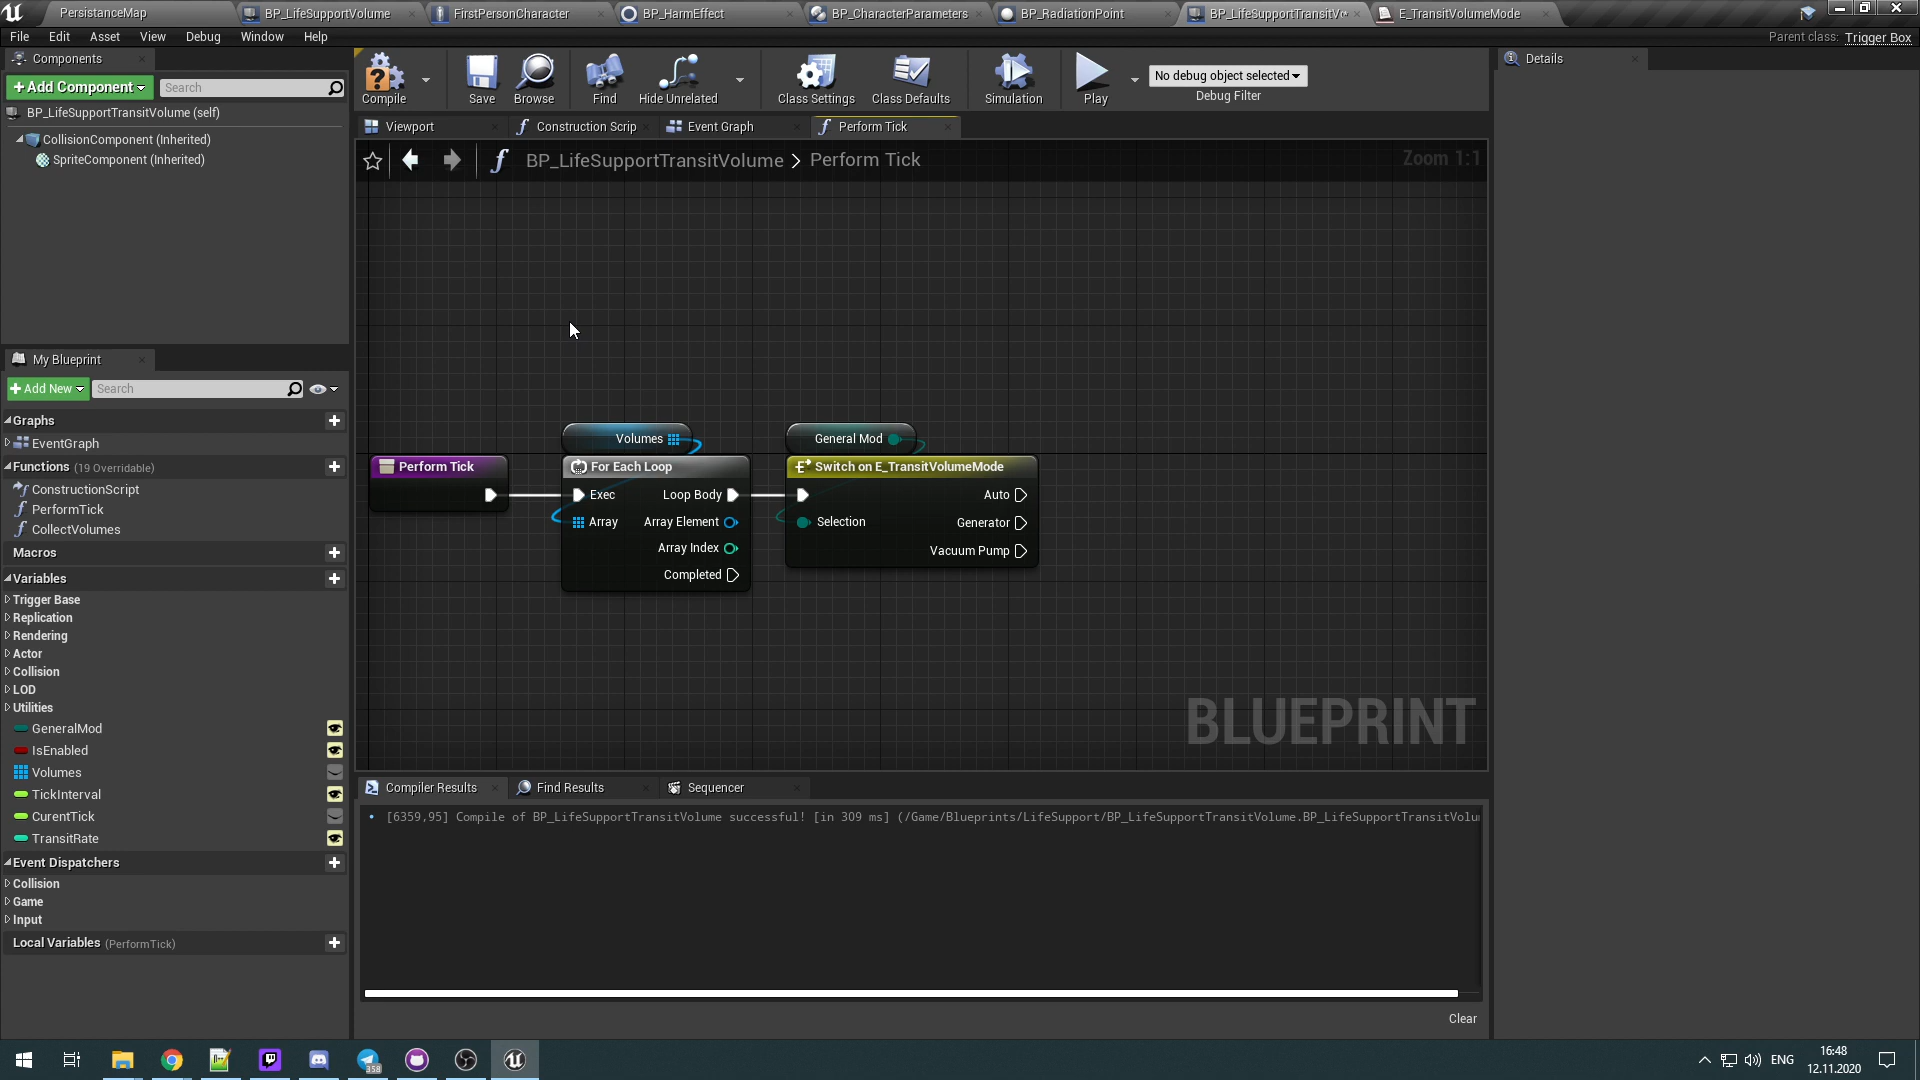 PersistanceMap
BP_LifeSupportVolume
FirstPersonCharacter
BP_HarmEffect
BP_CharacterParameters
BP_RadiationPoint
BP_LifeSupportTransitV
E_TransitVolumeMode
File Edit Asset View Debug Window Help
Parent class: Trigger Box
Components
+Add Component
Search
BP_LifeSupportTransitVolume (self)
CollisionComponent (Inherited)
SpriteComponent (Inherited)
Compile
Save
Browse
Find
Hide Unrelated
Class Settings
Class Defaults
Simulation
Play
No debug object selected
Debug Filter
Details
Viewport
Construction Scrip
Event Graph
Perform Tick
BP_LifeSupportTransitVolume > Perform Tick
Zoom 1:1
My Blueprint
+Add New
Search
Graphs
EventGraph
Functions (19 Overridable)
ConstructionScript
PerformTick
CollectVolumes
Macros
Variables
Trigger Base
Replication
Rendering
Actor
Collision
LOD
Utilities
GeneralMod
IsEnabled
Volumes
TickInterval
CurentTick
TransitRate
Event Dispatchers
Collision
Game
Input
Local Variables (PerformTick)
Volumes
General Mod
Perform Tick
For Each Loop
Exec
Loop Body
Array
Array Element
Array Index
Completed
Switch on E_TransitVolumeMode
Auto
Selection
Generator
Vacuum Pump
BLUEPRINT
Compiler Results
Find Results
Sequencer
[6359,95] Compile of BP_LifeSupportTransitVolume successful! [in 309 ms] (/Game/Blueprints/LifeSupport/BP_LifeSupportTransitVolume.BP_LifeSupportTransitVolu
Clear
358
ENG
16:48
12.11.2020